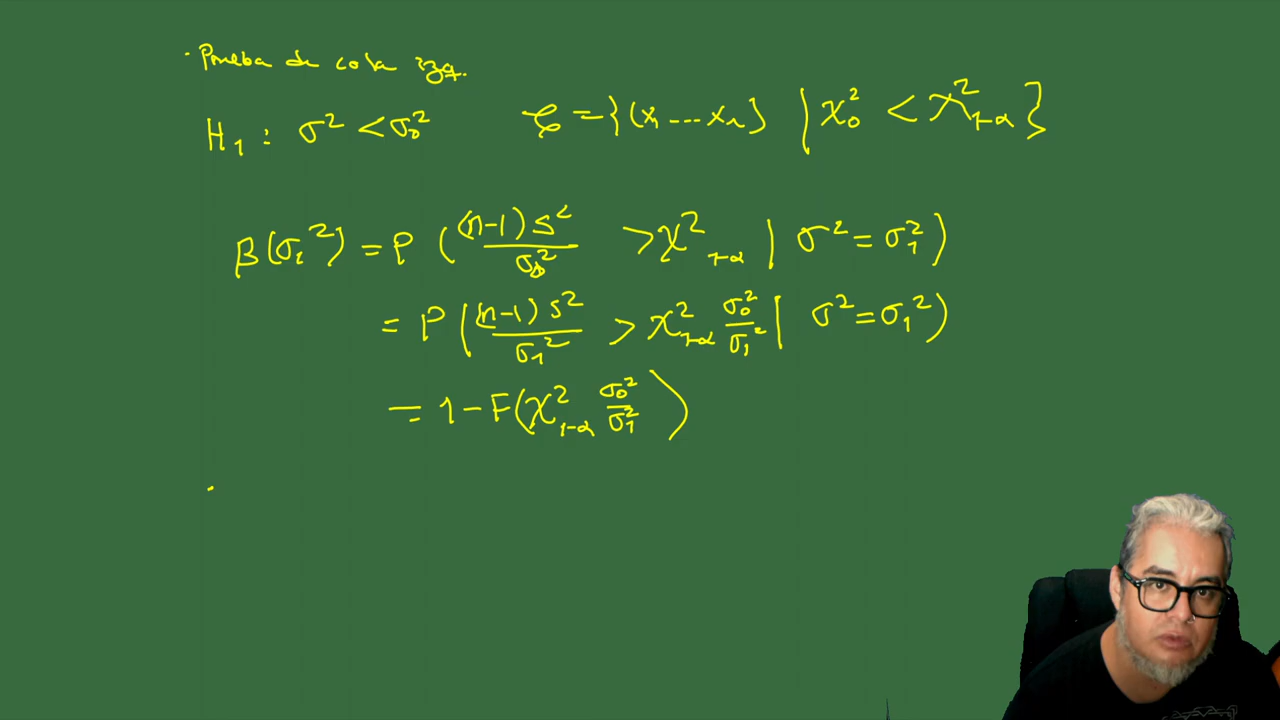 · Prueba de cola izq.
H₁ : σ² < σ₀²    𝒞 = {(x₁ ... xₙ} | χ₀² < χ²₁₋α }
β(σ₁²) = P ( (n-1) S² / σ₀² > χ²₁₋α | σ² = σ₁² )
= P ( (n-1) S² / σ₁² > χ²₁₋α σ₀² / σ₁² | σ² = σ₁² )
= 1 - F( χ²₁₋α σ₀² / σ₁² )
·